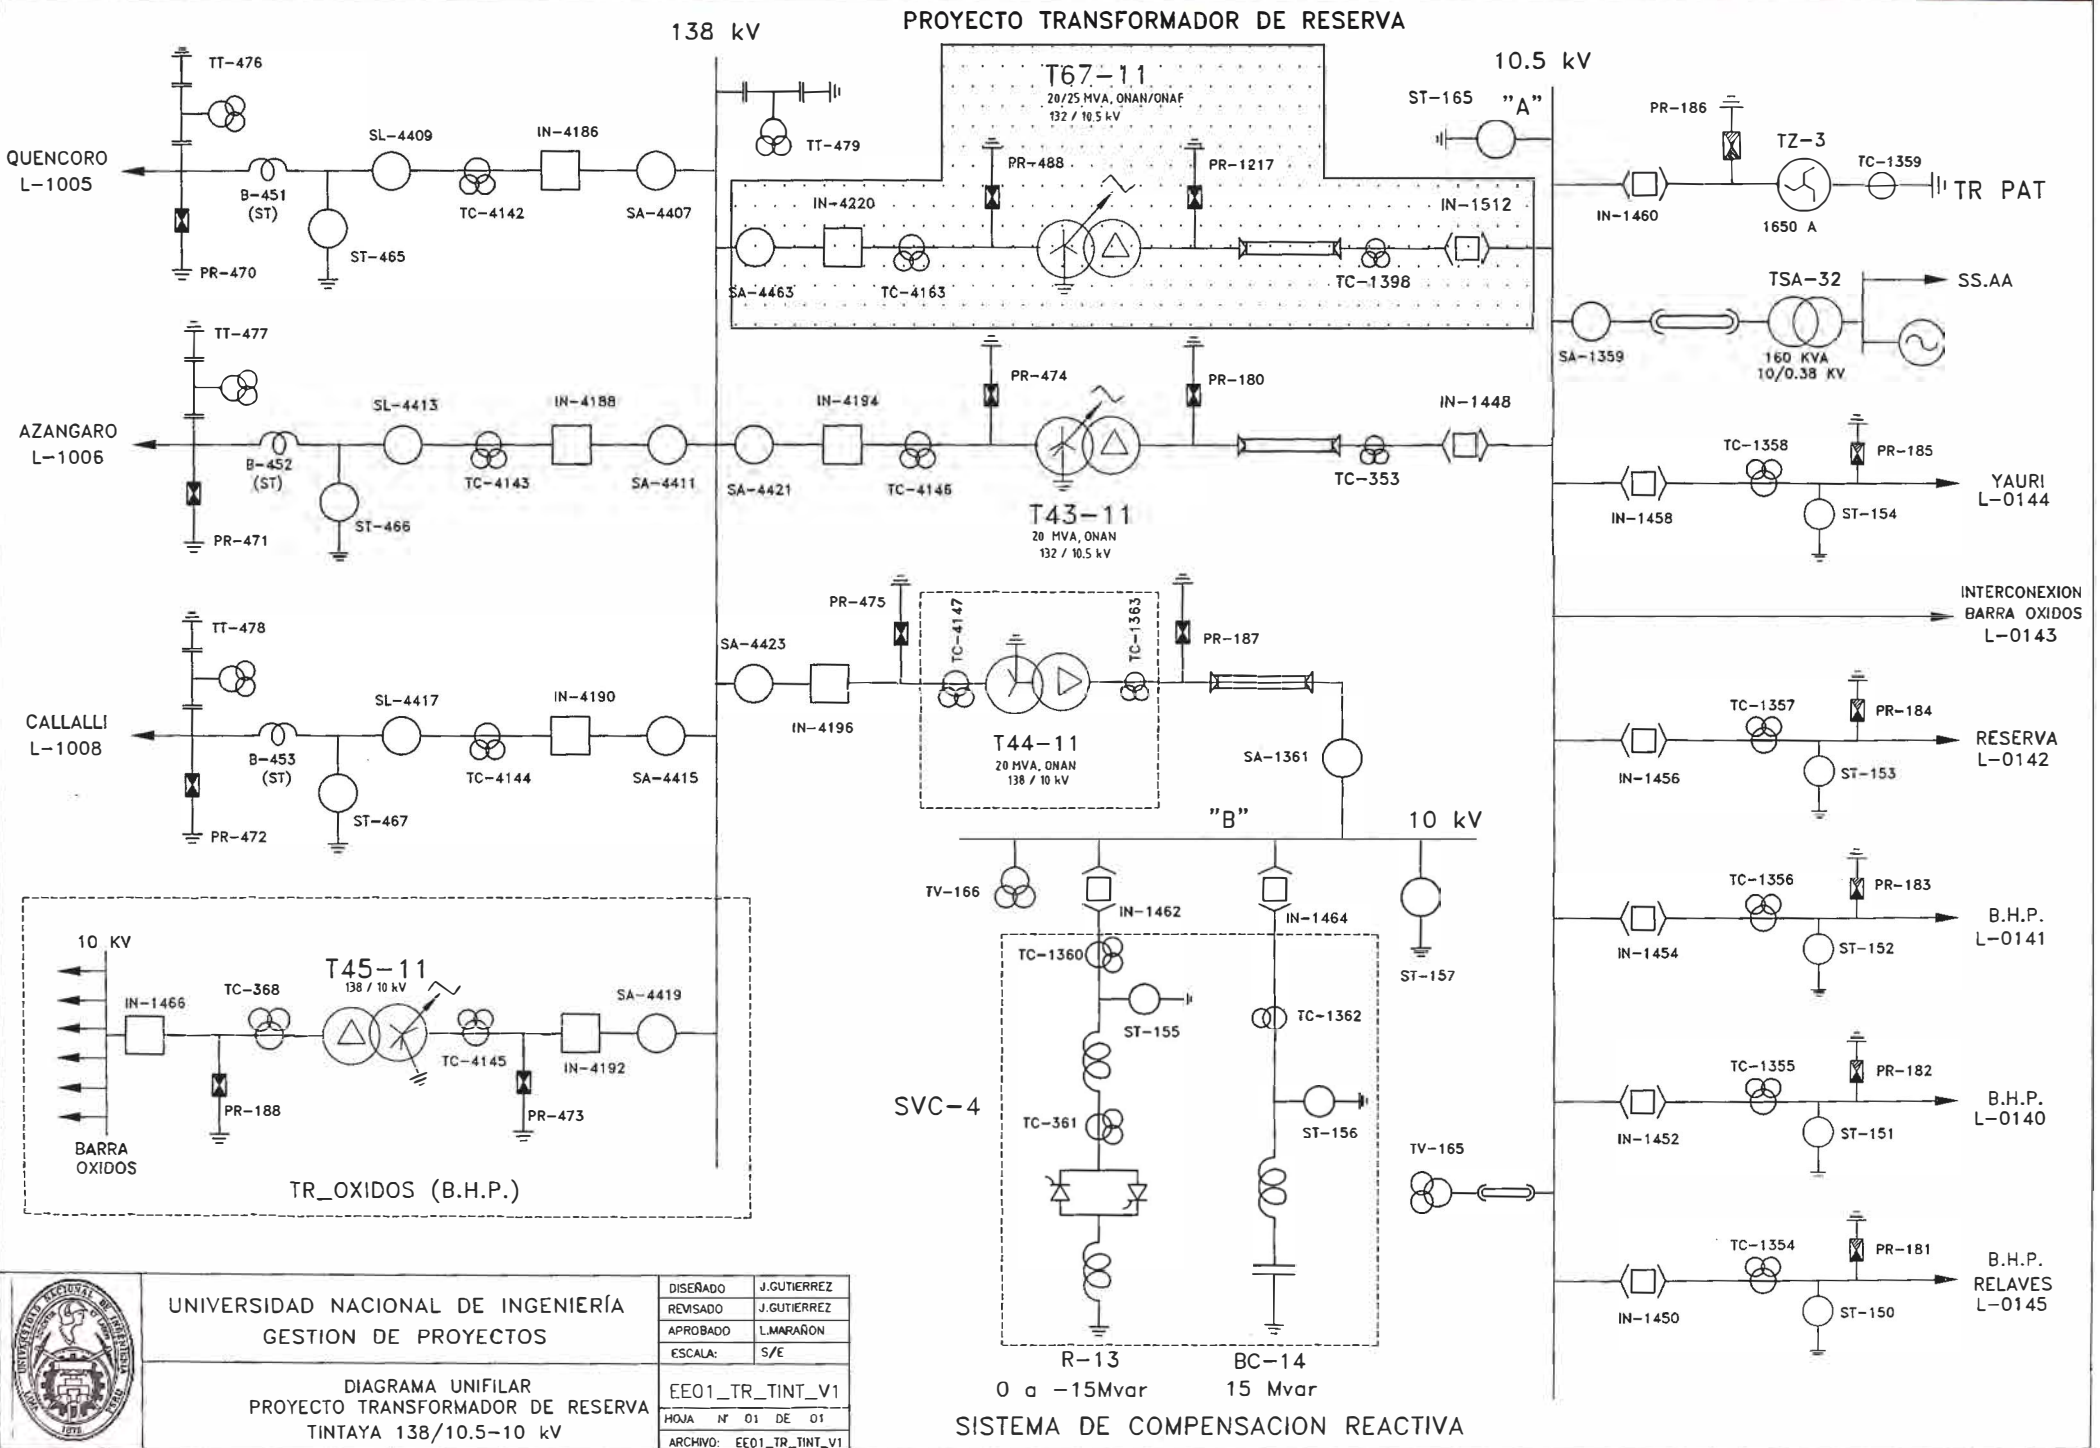 PROYECTO TRANSFORMADOR DE RESERVA
138 kV
10.5 kV
"A"
TT-476
QUENCORO
L-1005
B-451
(ST)
SL-4409
TC-4142
IN-4186
SA-4407
ST-465
PR-470
TT-479
T67-11
20/25 MVA, ONAN/ONAF
132 / 10.5 kV
PR-488
PR-1217
IN-4220
IN-1512
SA-4463
TC-4163
TC-1398
ST-165
PR-186
TZ-3
TC-1359
TR PAT
IN-1460
1650 A
TSA-32
SS.AA
SA-1359
160 KVA
10/0.38 KV
TT-477
AZANGARO
L-1006
B-452
(ST)
SL-4413
TC-4143
IN-4188
SA-4411
ST-466
PR-471
SA-4421
IN-4194
TC-4146
PR-474
PR-180
IN-1448
TC-353
T43-11
20 MVA, ONAN
132 / 10.5 kV
TC-1358
PR-185
IN-1458
ST-154
YAURI
L-0144
INTERCONEXION
BARRA OXIDOS
L-0143
TT-478
CALLALLI
L-1008
B-453
(ST)
SL-4417
TC-4144
IN-4190
SA-4415
ST-467
PR-472
SA-4423
IN-4196
PR-475
TC-4147
TC-1363
PR-187
T44-11
20 MVA, ONAN
138 / 10 kV
SA-1361
"B"
10 kV
TC-1357
PR-184
IN-1456
ST-153
RESERVA
L-0142
TV-166
IN-1462
IN-1464
ST-157
TC-1360
ST-155
TC-1362
TC-361
ST-156
SVC-4
R-13
0 a -15Mvar
BC-14
15 Mvar
SISTEMA DE COMPENSACION REACTIVA
TC-1356
PR-183
IN-1454
ST-152
B.H.P.
L-0141
TC-1355
PR-182
IN-1452
ST-151
B.H.P.
L-0140
TV-165
TC-1354
PR-181
IN-1450
ST-150
B.H.P.
RELAVES
L-0145
10 KV
IN-1466
TC-368
T45-11
138 / 10 kV
SA-4419
TC-4145
IN-4192
PR-188
PR-473
BARRA
OXIDOS
TR_OXIDOS (B.H.P.)
UNIVERSIDAD NACIONAL DE INGENIERIA
1876
PERU
UNIVERSIDAD NACIONAL DE INGENIERÍA
GESTION DE PROYECTOS
DIAGRAMA UNIFILAR
PROYECTO TRANSFORMADOR DE RESERVA
TINTAYA 138/10.5-10 kV
DISEÑADO J.GUTIERREZ
REVISADO J.GUTIERREZ
APROBADO L.MARAÑON
ESCALA: S/E
EE01_TR_TINT_V1
HOJA N° 01 DE 01
ARCHIVO: EE01_TR_TINT_V1